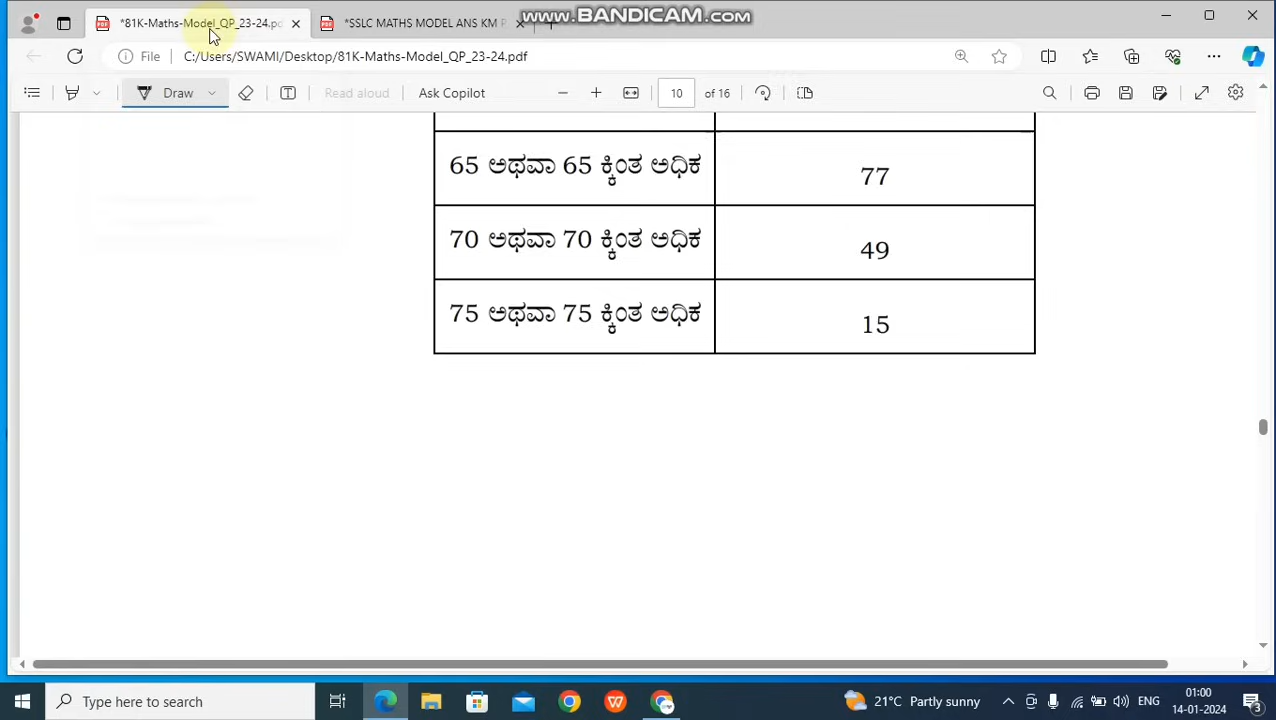 *81K-Maths-Model_QP_23-24.pd
*SSLC MATHS MODEL ANS KM P
www.BANDICAM.com
File
C:/Users/SWAMI/Desktop/81K-Maths-Model_QP_23-24.pdf
Draw
Read aloud
Ask Copilot
10 of 16
65 ಅಥವಾ 65 ಕ್ಕಿಂತ ಅಧಿಕ 77
70 ಅಥವಾ 70 ಕ್ಕಿಂತ ಅಧಿಕ 49
75 ಅಥವಾ 75 ಕ್ಕಿಂತ ಅಧಿಕ 15
Type here to search
21°C Partly sunny
ENG
01:00
14-01-2024
3